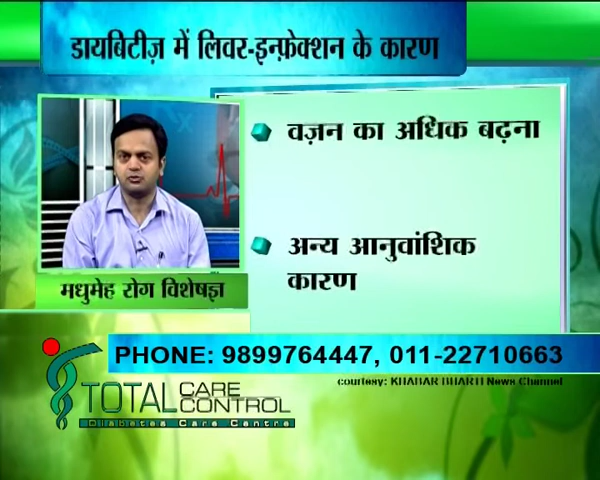 डायबिटीज़ में लिवर-इन्फ़ेक्शन के कारण
वज़न का अधिक बढ़ना
अन्य आनुवांशिक
कारण
मधुमेह रोग विशेषज्ञ
PHONE: 9899764447, 011-22710663
courtesy: KHABAR BHARTI News Channel
TOTAL CARE
CONTROL
Diabetes Care Centre